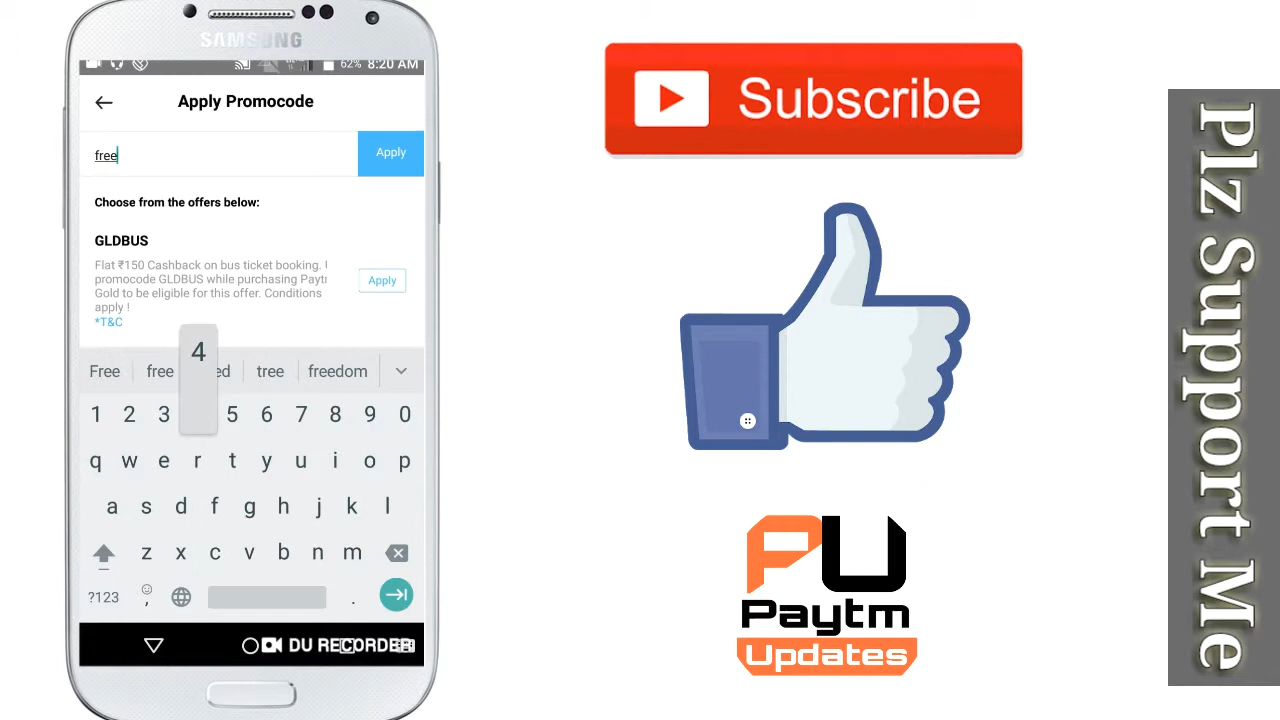 SAMSUNG
62% 8:20 AM
Apply Promocode
free
Apply
Choose from the offers below:
GLDBUS
Flat ₹150 Cashback on bus ticket booking.
promocode GLDBUS while purchasing
Gold to be eligible for this offer. Conditions
apply !
Apply
*T&C
4
Free free ed tree freedom
1 2 3 5 6 7 8 9 0
q w e r t y u i o p
a s d f g h j k l
z x c v b n m
?123 , .
DU RECORDER
Subscribe
PU
Paytm
Updates
Plz Support Me